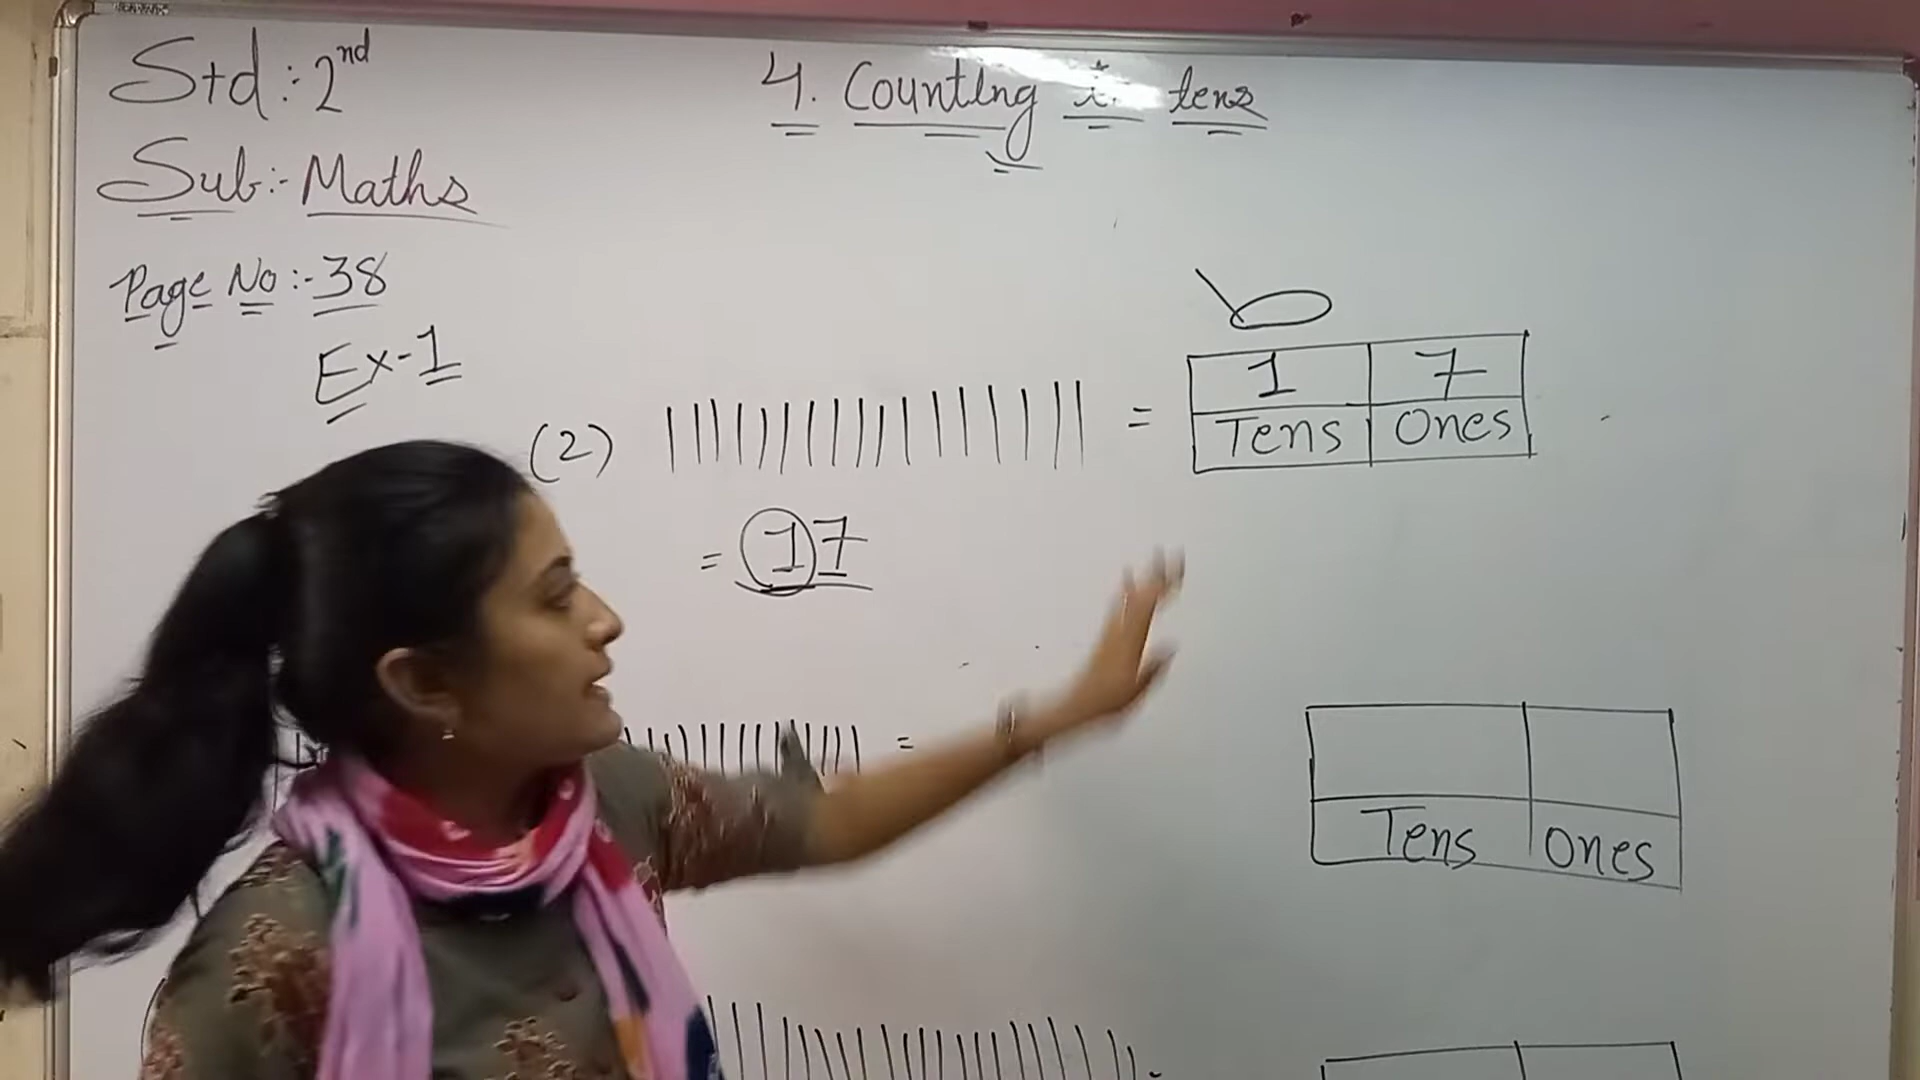 Std:- 2nd
4. Counting in tens
Sub:- Maths
Page No:- 38
Ex-1
(2) = 1 7
Tens Ones
= 17
=
Tens Ones